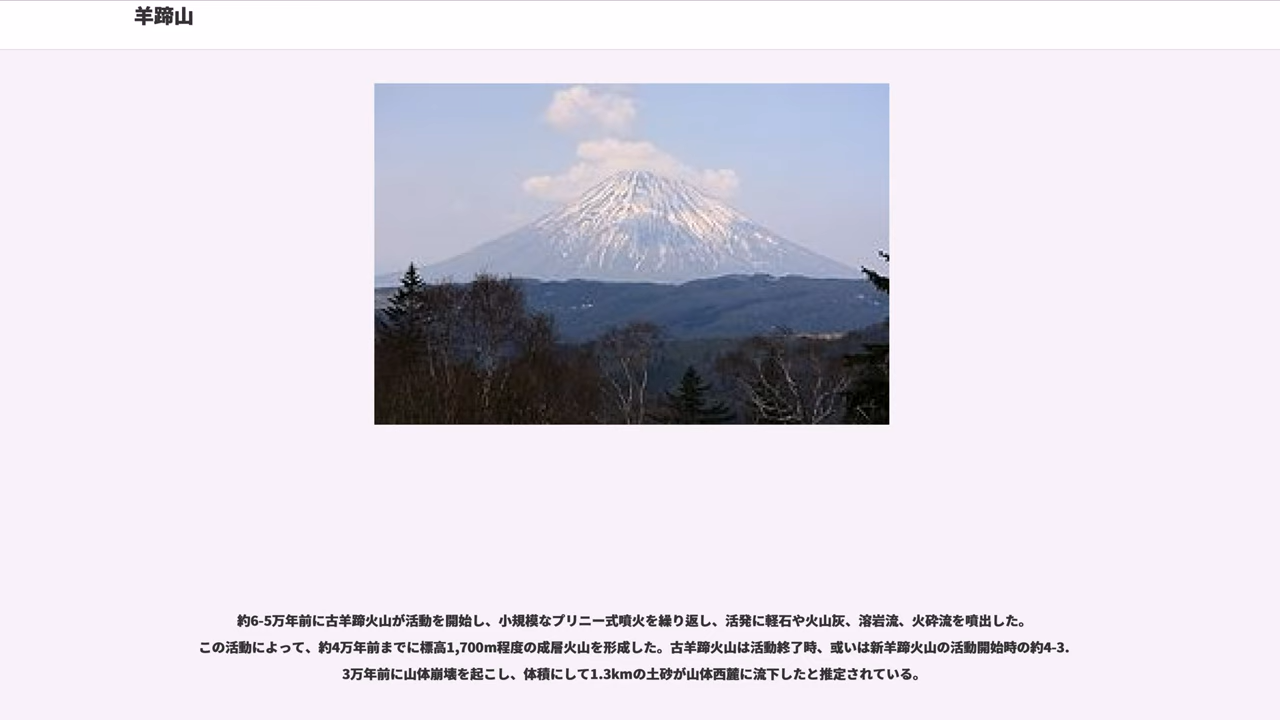 羊蹄山
約6-5万年前に古羊蹄火山が活動を開始し、小規模なプリニー式噴火を繰り返し、活発に軽石や火山灰、溶岩流、火砕流を噴出した。
この活動によって、約4万年前までに標高1,700m程度の成層火山を形成した。古羊蹄火山は活動終了時、或いは新羊蹄火山の活動開始時の約4-3.
3万年前に山体崩壊を起こし、体積にして1.3kmの土砂が山体西麓に流下したと推定されている。